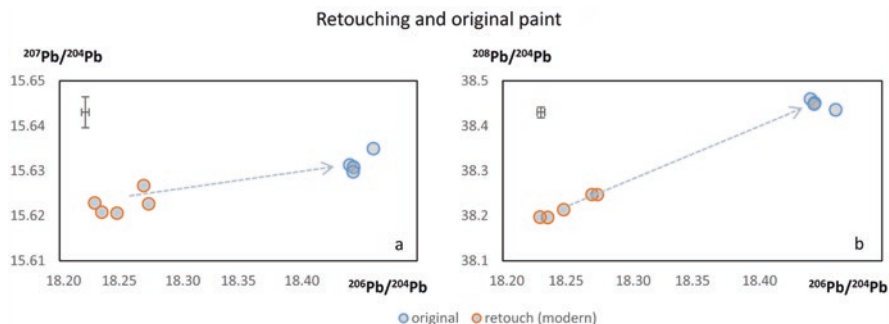 Retouching and original paint
²⁰⁷Pb/²⁰⁴Pb
15.65
15.64
15.63
15.62
15.61
18.20 18.25 18.30 18.35 18.40 ²⁰⁶Pb/²⁰⁴Pb
a
²⁰⁸Pb/²⁰⁴Pb
38.5
38.4
38.3
38.2
38.1
18.20 18.25 18.30 18.35 18.40 ²⁰⁶Pb/²⁰⁴Pb
b
original retouch (modern)